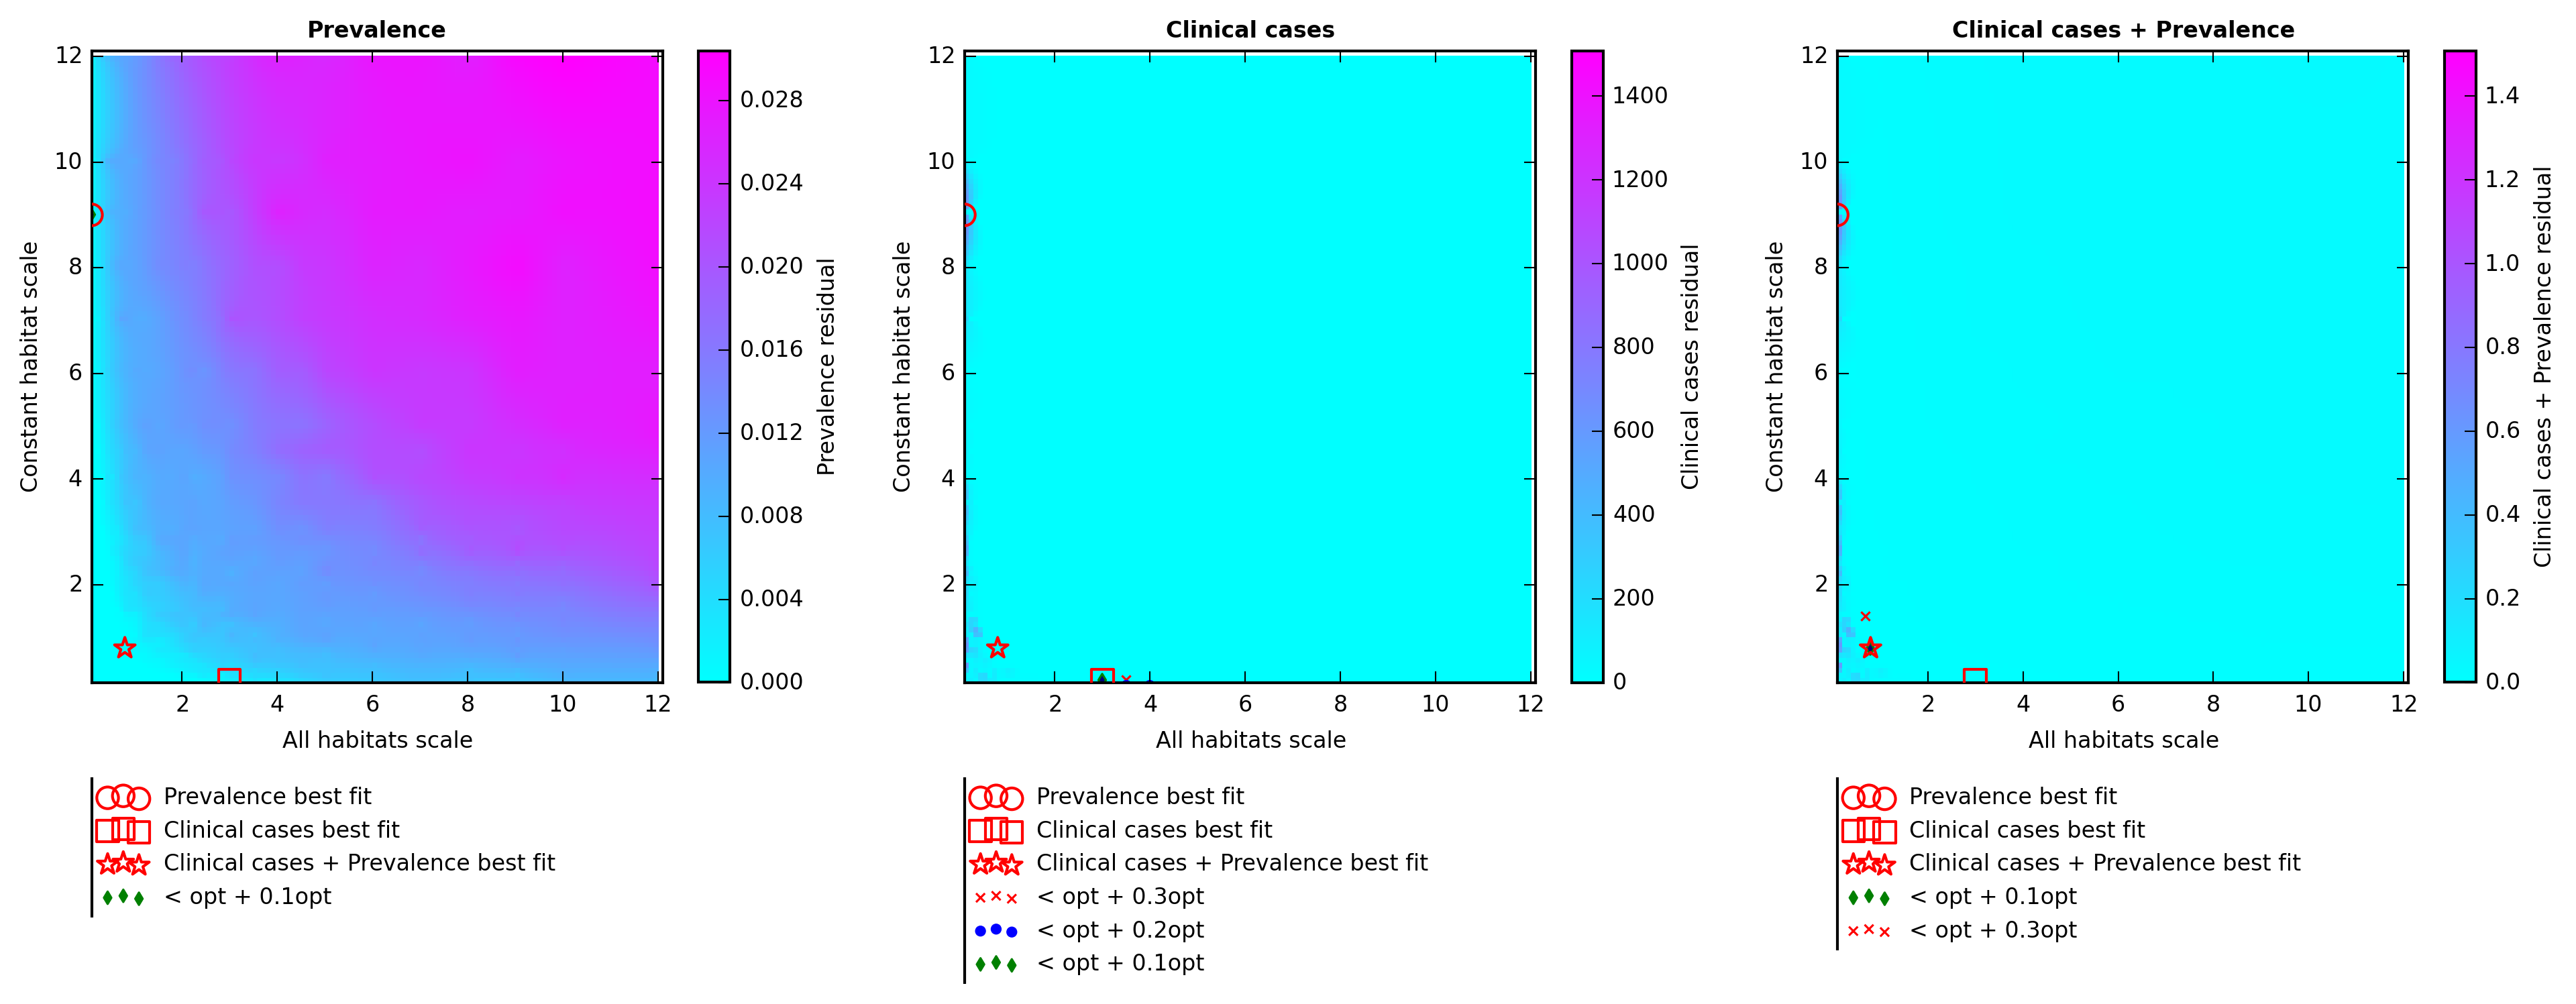 Prevalence
12
10
8
6
4
2
2 4 6 8 10 12
Constant habitat scale
All habitats scale
0.028
0.024
0.020
0.016
0.012
0.008
0.004
0.000
Prevalence residual
Prevalence best fit
Clinical cases best fit
Clinical cases + Prevalence best fit
< opt + 0.1opt
Clinical cases
12
10
8
6
4
2
2 4 6 8 10 12
Constant habitat scale
All habitats scale
1400
1200
1000
800
600
400
200
0
Clinical cases residual
Prevalence best fit
Clinical cases best fit
Clinical cases + Prevalence best fit
< opt + 0.3opt
< opt + 0.2opt
< opt + 0.1opt
Clinical cases + Prevalence
12
10
8
6
4
2
2 4 6 8 10 12
Constant habitat scale
All habitats scale
1.4
1.2
1.0
0.8
0.6
0.4
0.2
0.0
Clinical cases + Prevalence residual
Prevalence best fit
Clinical cases best fit
Clinical cases + Prevalence best fit
< opt + 0.1opt
< opt + 0.3opt